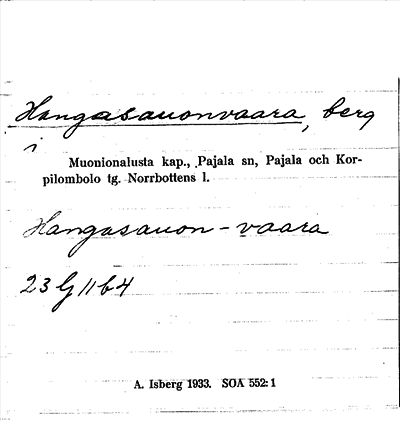 Hangasauonvaara, berg
i
Muonionalusta kap., Pajala sn, Pajala och Kor-
pilombolo tg. Norrbottens l.
Hangasauon-vaara
23 G 11 b 4
A. Isberg 1933. SOA 552:1